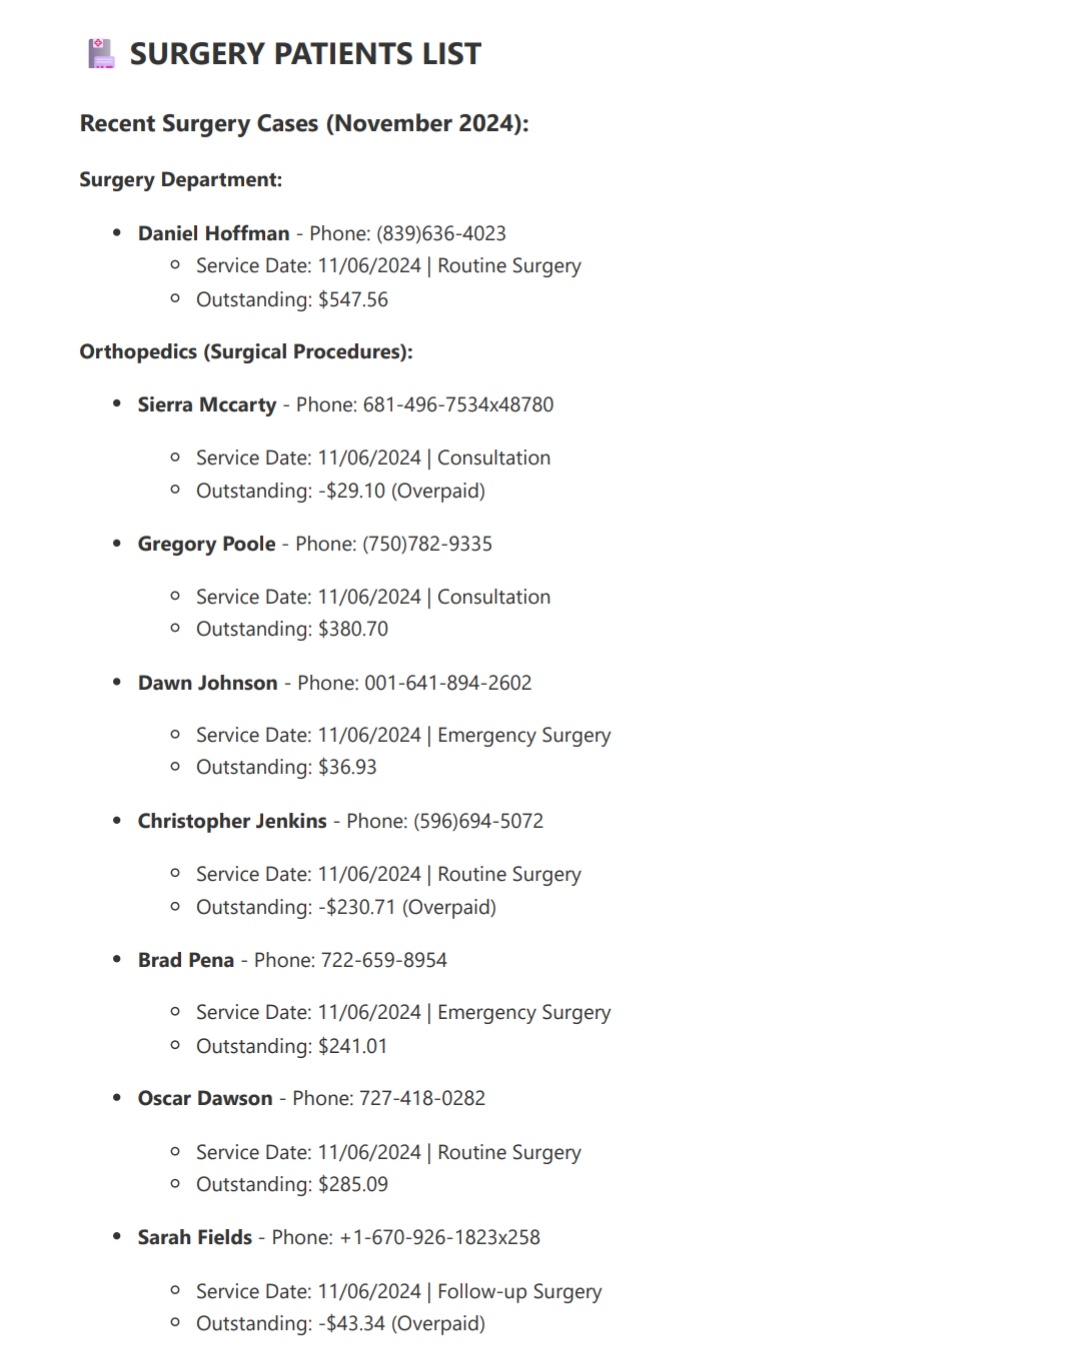 SURGERY PATIENTS LIST
Recent Surgery Cases (November 2024):
Surgery Department:
Daniel Hoffman - Phone: (839)636-4023
Service Date: 11/06/2024 | Routine Surgery
Outstanding: $547.56
Orthopedics (Surgical Procedures):
Sierra Mccarty - Phone: 681-496-7534x48780
Service Date: 11/06/2024 | Consultation
Outstanding: -$29.10 (Overpaid)
Gregory Poole - Phone: (750)782-9335
Service Date: 11/06/2024 | Consultation
Outstanding: $380.70
Dawn Johnson - Phone: 001-641-894-2602
Service Date: 11/06/2024 | Emergency Surgery
Outstanding: $36.93
Christopher Jenkins - Phone: (596)694-5072
Service Date: 11/06/2024 | Routine Surgery
Outstanding: -$230.71 (Overpaid)
Brad Pena - Phone: 722-659-8954
Service Date: 11/06/2024 | Emergency Surgery
Outstanding: $241.01
Oscar Dawson - Phone: 727-418-0282
Service Date: 11/06/2024 | Routine Surgery
Outstanding: $285.09
Sarah Fields - Phone: +1-670-926-1823x258
Service Date: 11/06/2024 | Follow-up Surgery
Outstanding: -$43.34 (Overpaid)